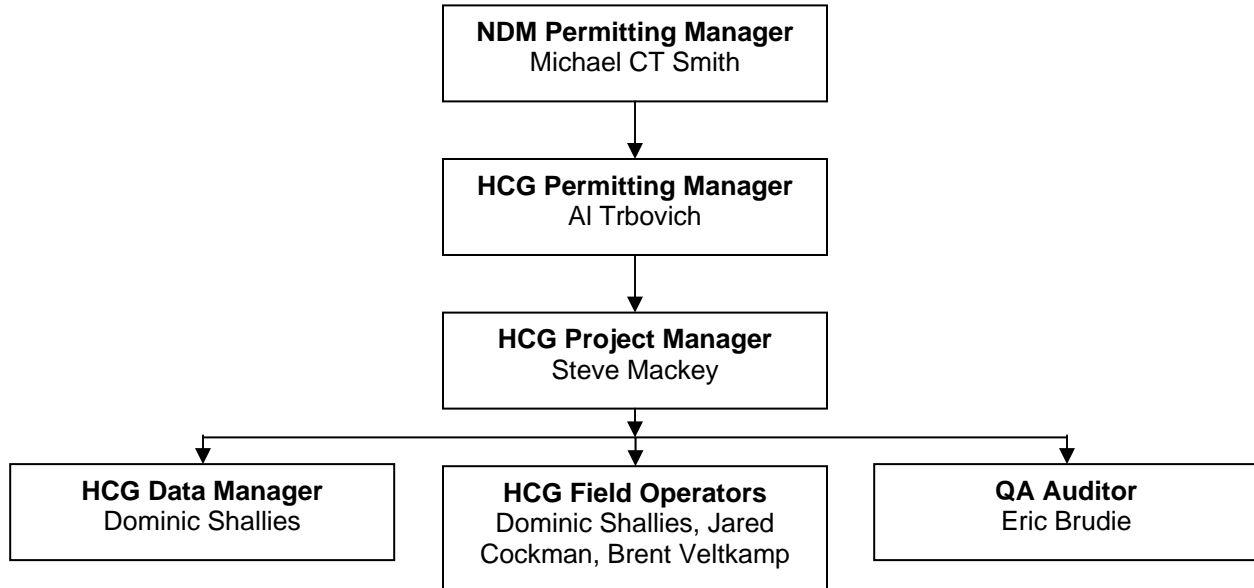 NDM Permitting Manager
Michael CT Smith
HCG Permitting Manager
Al Trbovich
HCG Project Manager
Steve Mackey
HCG Data Manager
Dominic Shallies
HCG Field Operators
Dominic Shallies, Jared
Cockman, Brent Veltkamp
QA Auditor
Eric Brudie